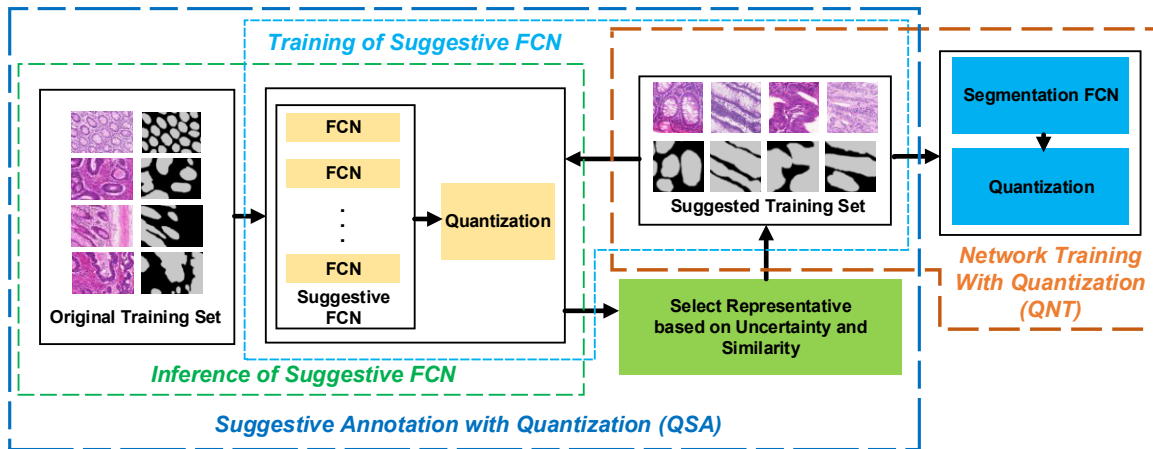 Training of Suggestive FCN
Original Training Set
FCN
FCN
.
.
.
FCN
Suggestive
FCN
Quantization
Suggested Training Set
Segmentation FCN
Quantization
Network Training
With Quantization
(QNT)
Select Representative
based on Uncertainty and
Similarity
Inference of Suggestive FCN
Suggestive Annotation with Quantization (QSA)